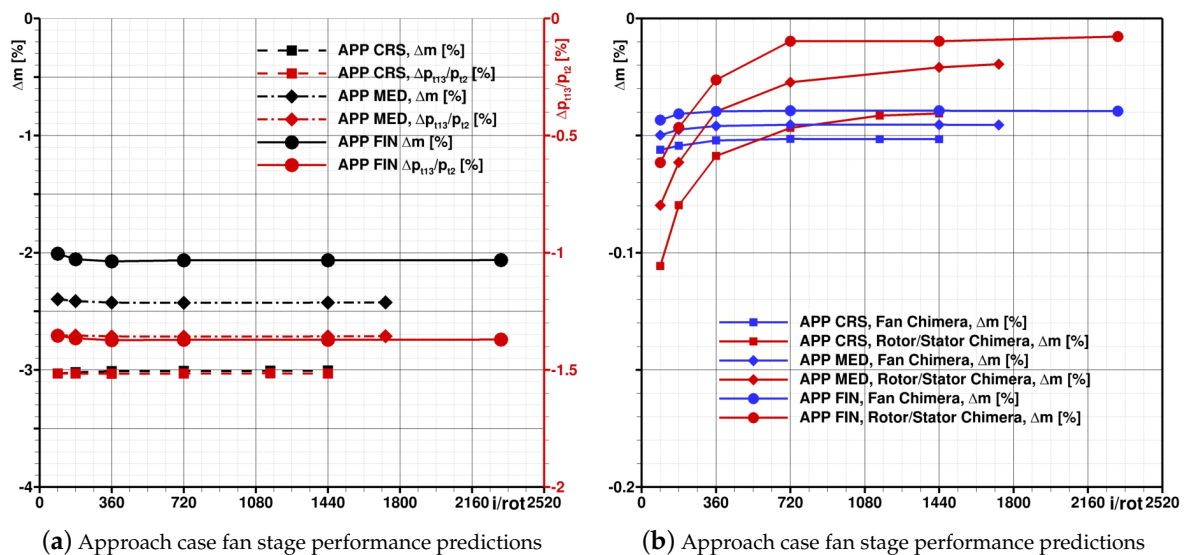 0
-1
-2
-3
-4
Δm [%]
APP CRS, Δm [%]
APP CRS, Δp_t13/p_t2 [%]
APP MED, Δm [%]
APP MED, Δp_t13/p_t2 [%]
APP FIN Δm [%]
APP FIN Δp_t13/p_t2 [%]
0
-0.5
-1
-1.5
-2
Δp_t13/p_t2 [%]
0 360 720 1080 1440 1800 2160 i/rot 2520
(a) Approach case fan stage performance predictions
0
-0.1
-0.2
Δm [%]
APP CRS, Fan Chimera, Δm [%]
APP CRS, Rotor/Stator Chimera, Δm [%]
APP MED, Fan Chimera, Δm [%]
APP MED, Rotor/Stator Chimera, Δm [%]
APP FIN, Fan Chimera, Δm [%]
APP FIN, Rotor/Stator Chimera, Δm [%]
0 360 720 1080 1440 1800 2160 i/rot 2520
(b) Approach case fan stage performance predictions